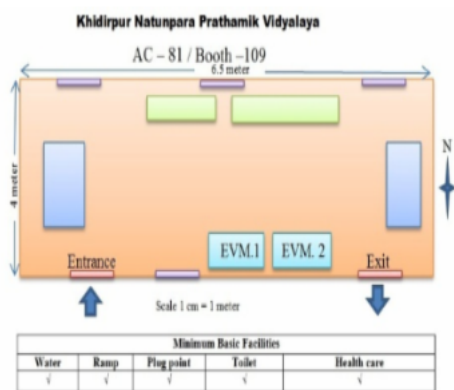 Khidirpur Natunpara Prathamik Vidyalaya
AC – 81 / Booth –109
6.5 meter
4 meter
N
EVM.1 EVM. 2
Entrance Exit
Scale 1 cm = 1 meter
Minimum Basic Facilities
Water Ramp Plug point Toilet Health care
√ √ √ √ √